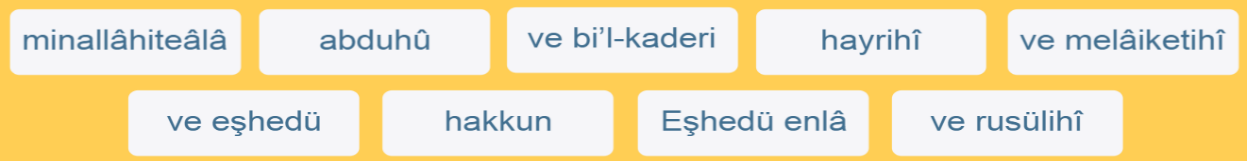 minallâhiteâlâ abduhû ve bi’l-kaderi hayrihî ve melâiketihî
ve eşhedü hakkun Eşhedü enlâ ve rusülihî